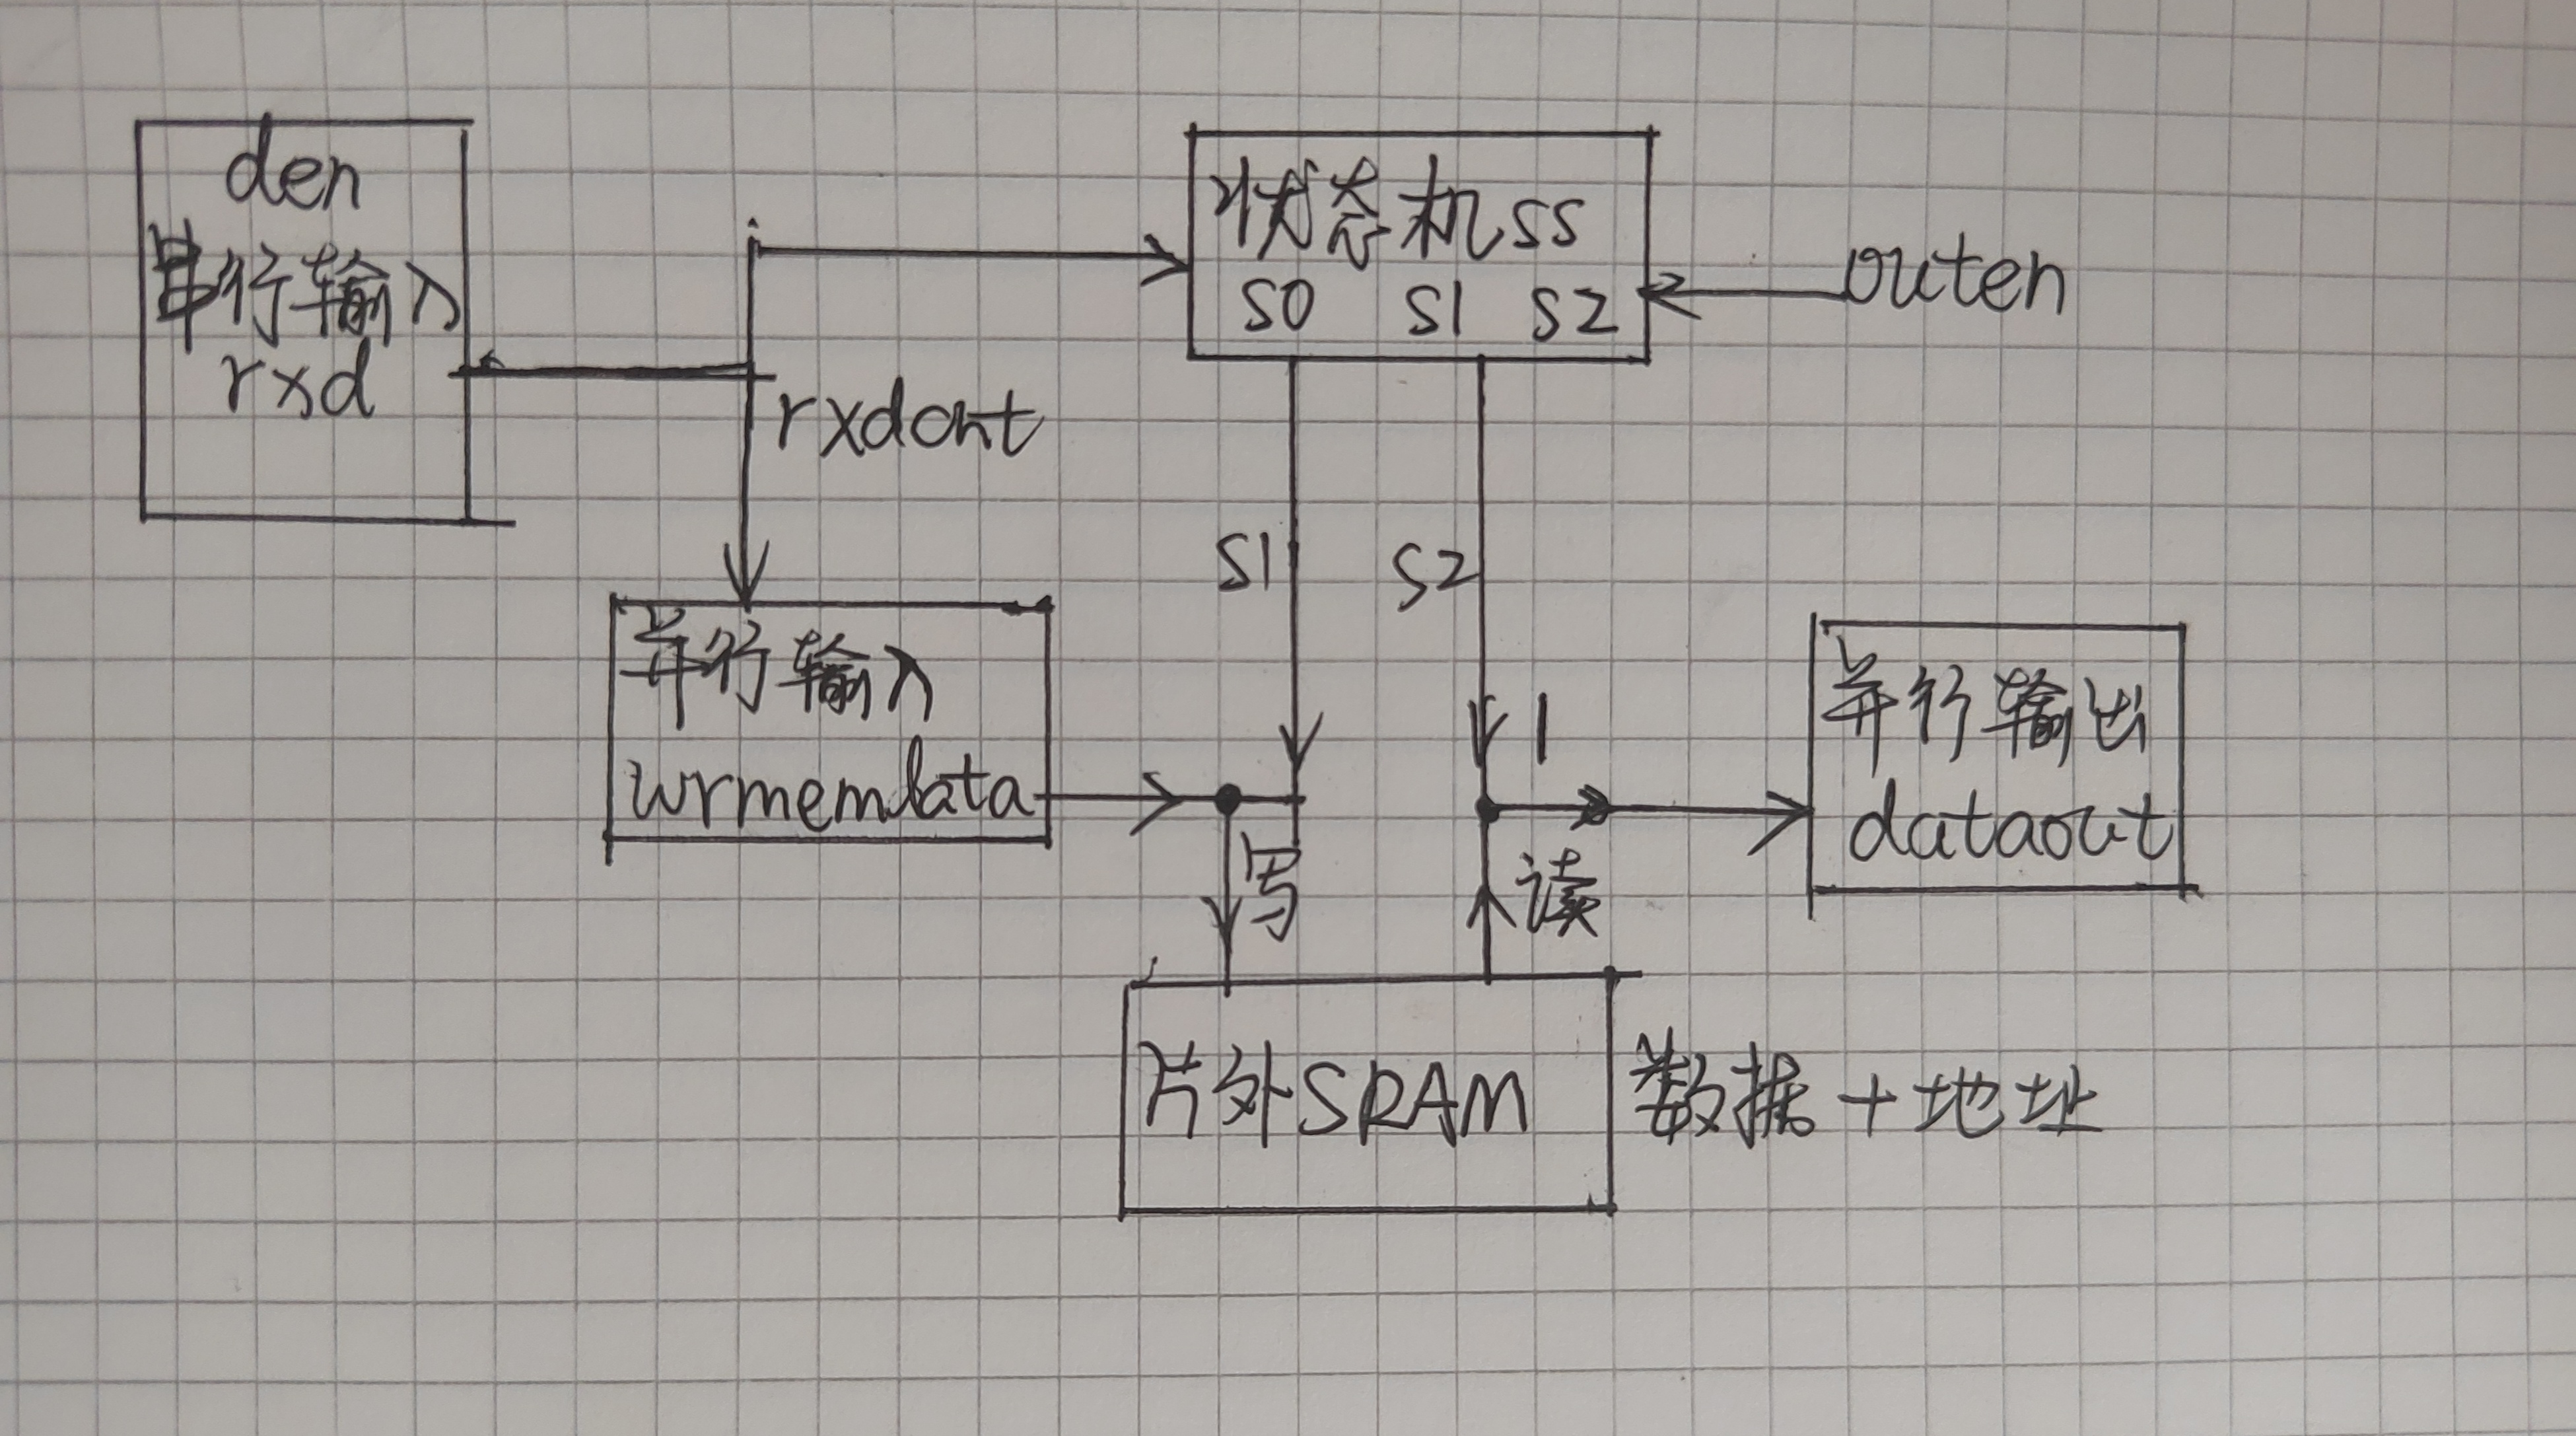 den
串行输入
rxd
状态机SS
S0 S1 S2
outen
rxdcnt
S1
S2
并行输入
wrmemdata
1
并行输出
dataout
写
读
片外SRAM
数据+地址